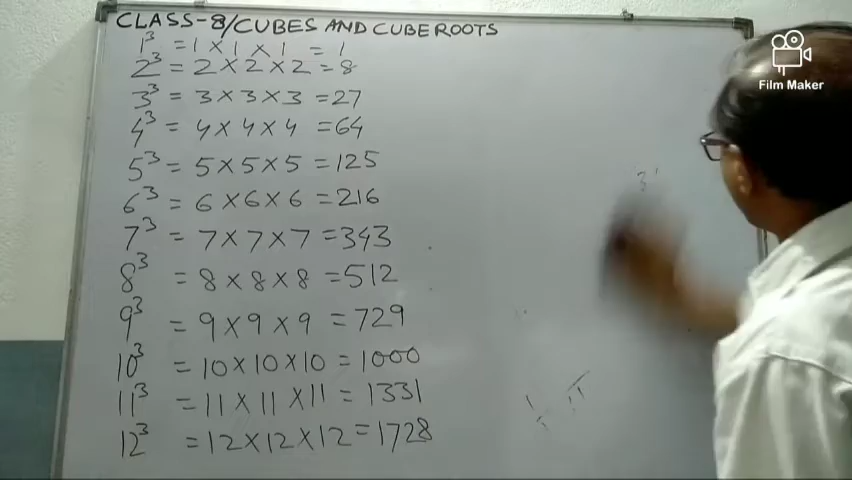 CLASS-8/CUBES AND CUBE ROOTS
1³ = 1 × 1 × 1 = 1
2³ = 2 × 2 × 2 = 8
3³ = 3 × 3 × 3 = 27
4³ = 4 × 4 × 4 = 64
5³ = 5 × 5 × 5 = 125
6³ = 6 × 6 × 6 = 216
7³ = 7 × 7 × 7 = 343
8³ = 8 × 8 × 8 = 512
9³ = 9 × 9 × 9 = 729
10³ = 10 × 10 × 10 = 1000
11³ = 11 × 11 × 11 = 1331
12³ = 12 × 12 × 12 = 1728
Film Maker